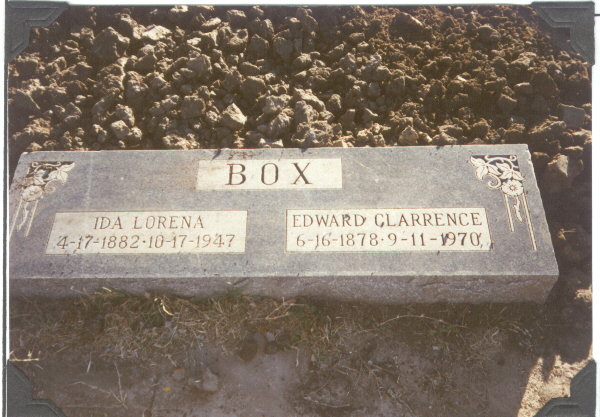 BOX
IDA LORENA
4-17-1882·10-17-1947
EDWARD CLARRENCE
6-16-1878·9-11-1970